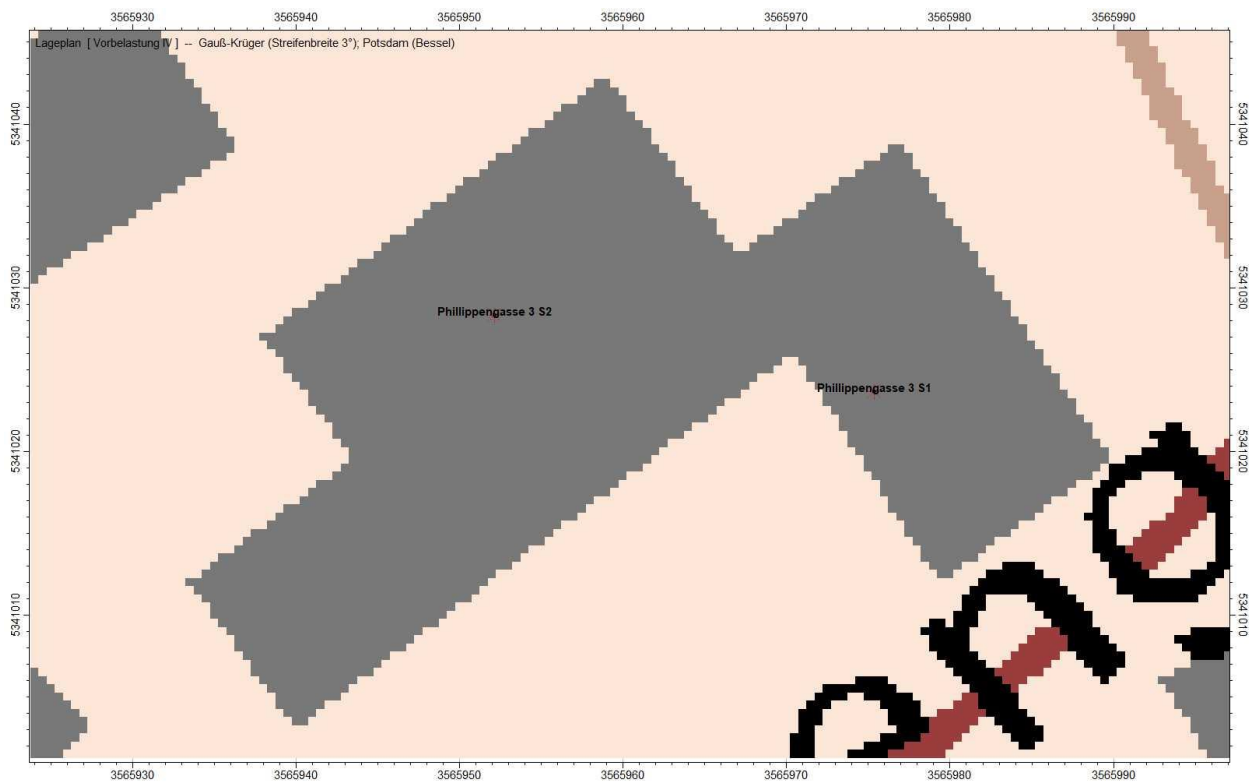 3565930 3565940 3565950 3565960 3565970 3565980 3565990
Lageplan [ Vorbelastung IV ] -- Gauß-Krüger (Streifenbreite 3°); Potsdam (Bessel)
5341040 5341040
5341030 5341030
Phillippengasse 3 S2
Phillippengasse 3 S1
5341020 5341020
5341010 5341010
3565930 3565940 3565950 3565960 3565970 3565980 3565990